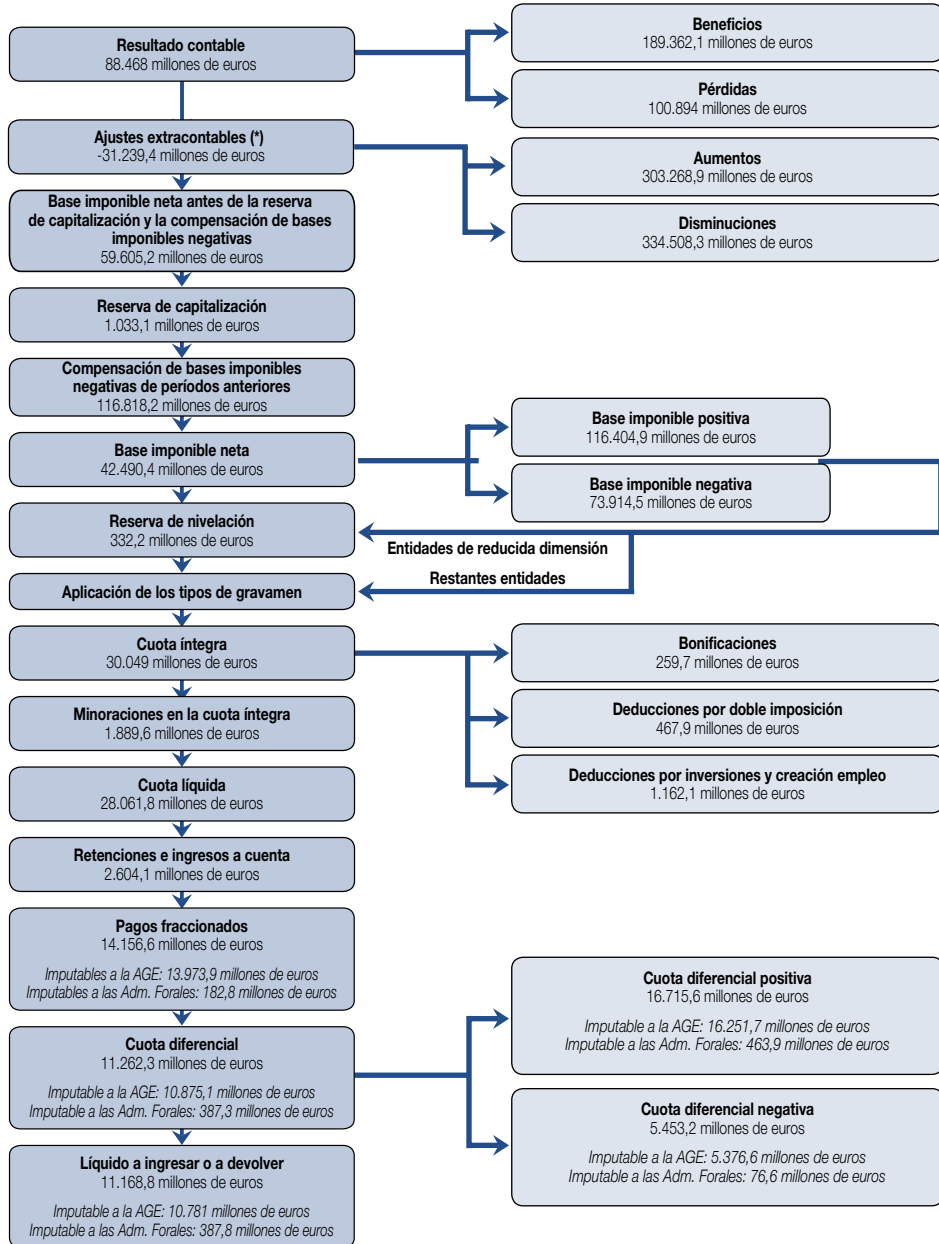 Resultado contable
88.468 millones de euros
Beneficios
189.362,1 millones de euros
Pérdidas
100.894 millones de euros
Ajustes extracontables (*)
-31.239,4 millones de euros
Aumentos
303.268,9 millones de euros
Disminuciones
334.508,3 millones de euros
Base imponible neta antes de la reserva
de capitalización y la compensación de bases
imponibles negativas
59.605,2 millones de euros
Reserva de capitalización
1.033,1 millones de euros
Compensación de bases imponibles
negativas de períodos anteriores
116.818,2 millones de euros
Base imponible neta
42.490,4 millones de euros
Base imponible positiva
116.404,9 millones de euros
Base imponible negativa
73.914,5 millones de euros
Reserva de nivelación
332,2 millones de euros
Entidades de reducida dimensión
Restantes entidades
Aplicación de los tipos de gravamen
Cuota íntegra
30.049 millones de euros
Bonificaciones
259,7 millones de euros
Minoraciones en la cuota íntegra
1.889,6 millones de euros
Deducciones por doble imposición
467,9 millones de euros
Cuota líquida
28.061,8 millones de euros
Deducciones por inversiones y creación empleo
1.162,1 millones de euros
Retenciones e ingresos a cuenta
2.604,1 millones de euros
Pagos fraccionados
14.156,6 millones de euros
Imputables a la AGE: 13.973,9 millones de euros
Imputables a las Adm. Forales: 182,8 millones de euros
Cuota diferencial positiva
16.715,6 millones de euros
Imputable a la AGE: 16.251,7 millones de euros
Imputable a las Adm. Forales: 463,9 millones de euros
Cuota diferencial
11.262,3 millones de euros
Imputable a la AGE: 10.875,1 millones de euros
Imputable a las Adm. Forales: 387,3 millones de euros
Cuota diferencial negativa
5.453,2 millones de euros
Imputable a la AGE: 5.376,6 millones de euros
Imputable a las Adm. Forales: 76,6 millones de euros
Líquido a ingresar o a devolver
11.168,8 millones de euros
Imputable a la AGE: 10.781 millones de euros
Imputable a las Adm. Forales: 387,8 millones de euros